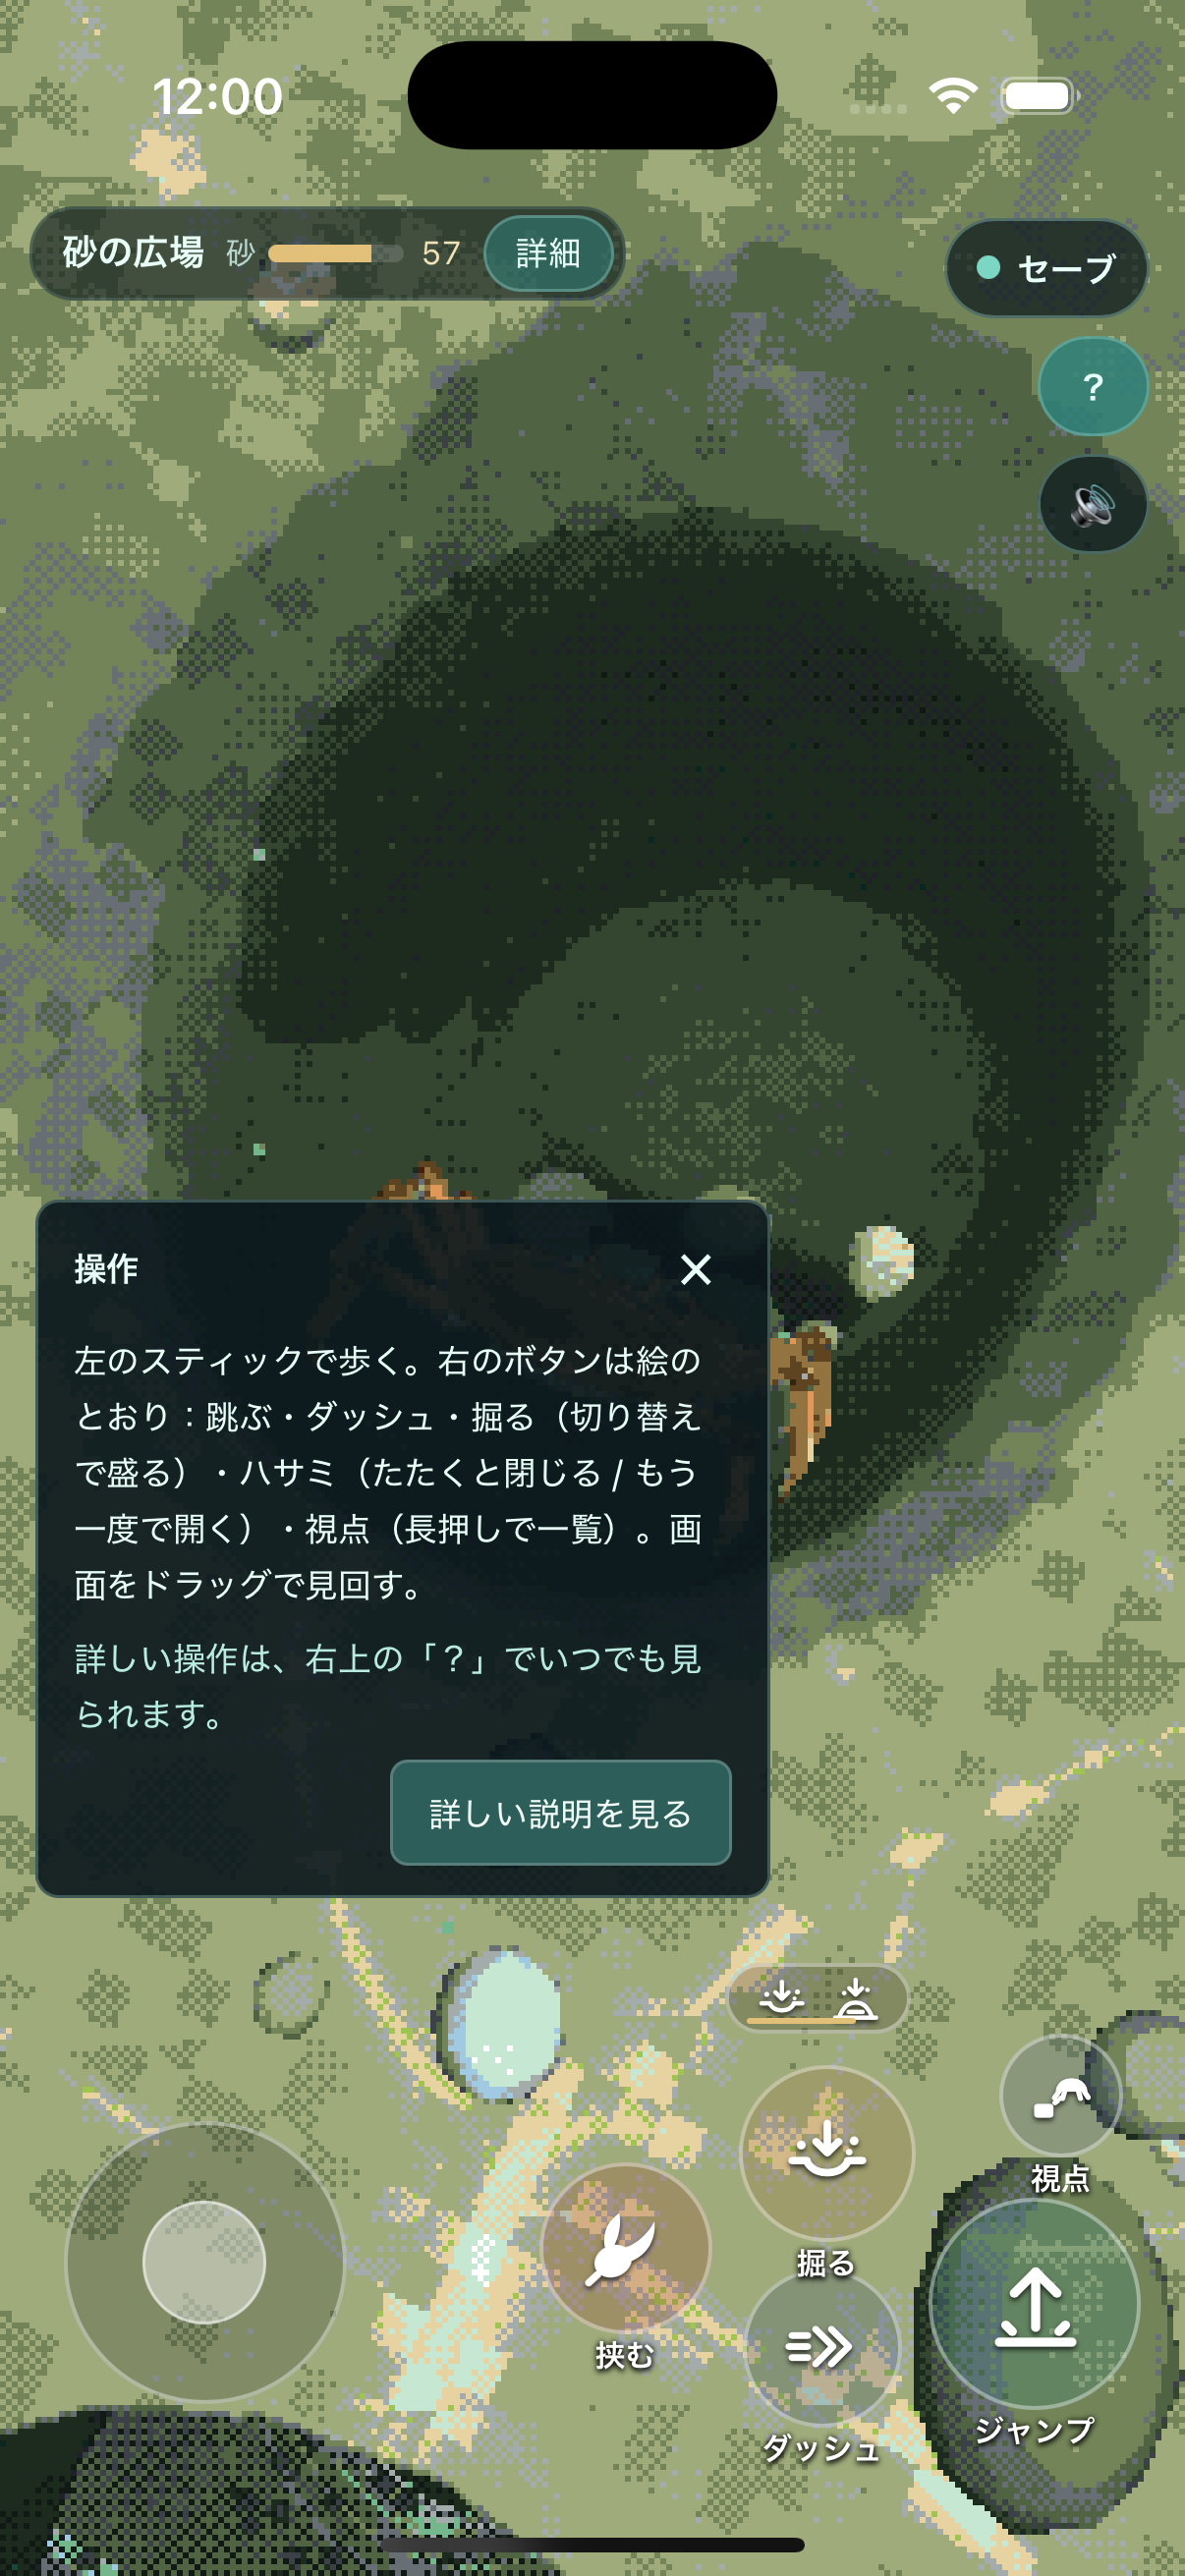 12:00
砂の広場 砂 57 詳細
セーブ
?
操作
左のスティックで歩く。右のボタンは絵の
とおり：跳ぶ・ダッシュ・掘る（切り替え
で盛る）・ハサミ（たたくと閉じる / もう
一度で開く）・視点（長押しで一覧）。画
面をドラッグで見回す。
詳しい操作は、右上の「？」でいつでも見
られます。
詳しい説明を見る
視点
掘る
挟む
ジャンプ
ダッシュ